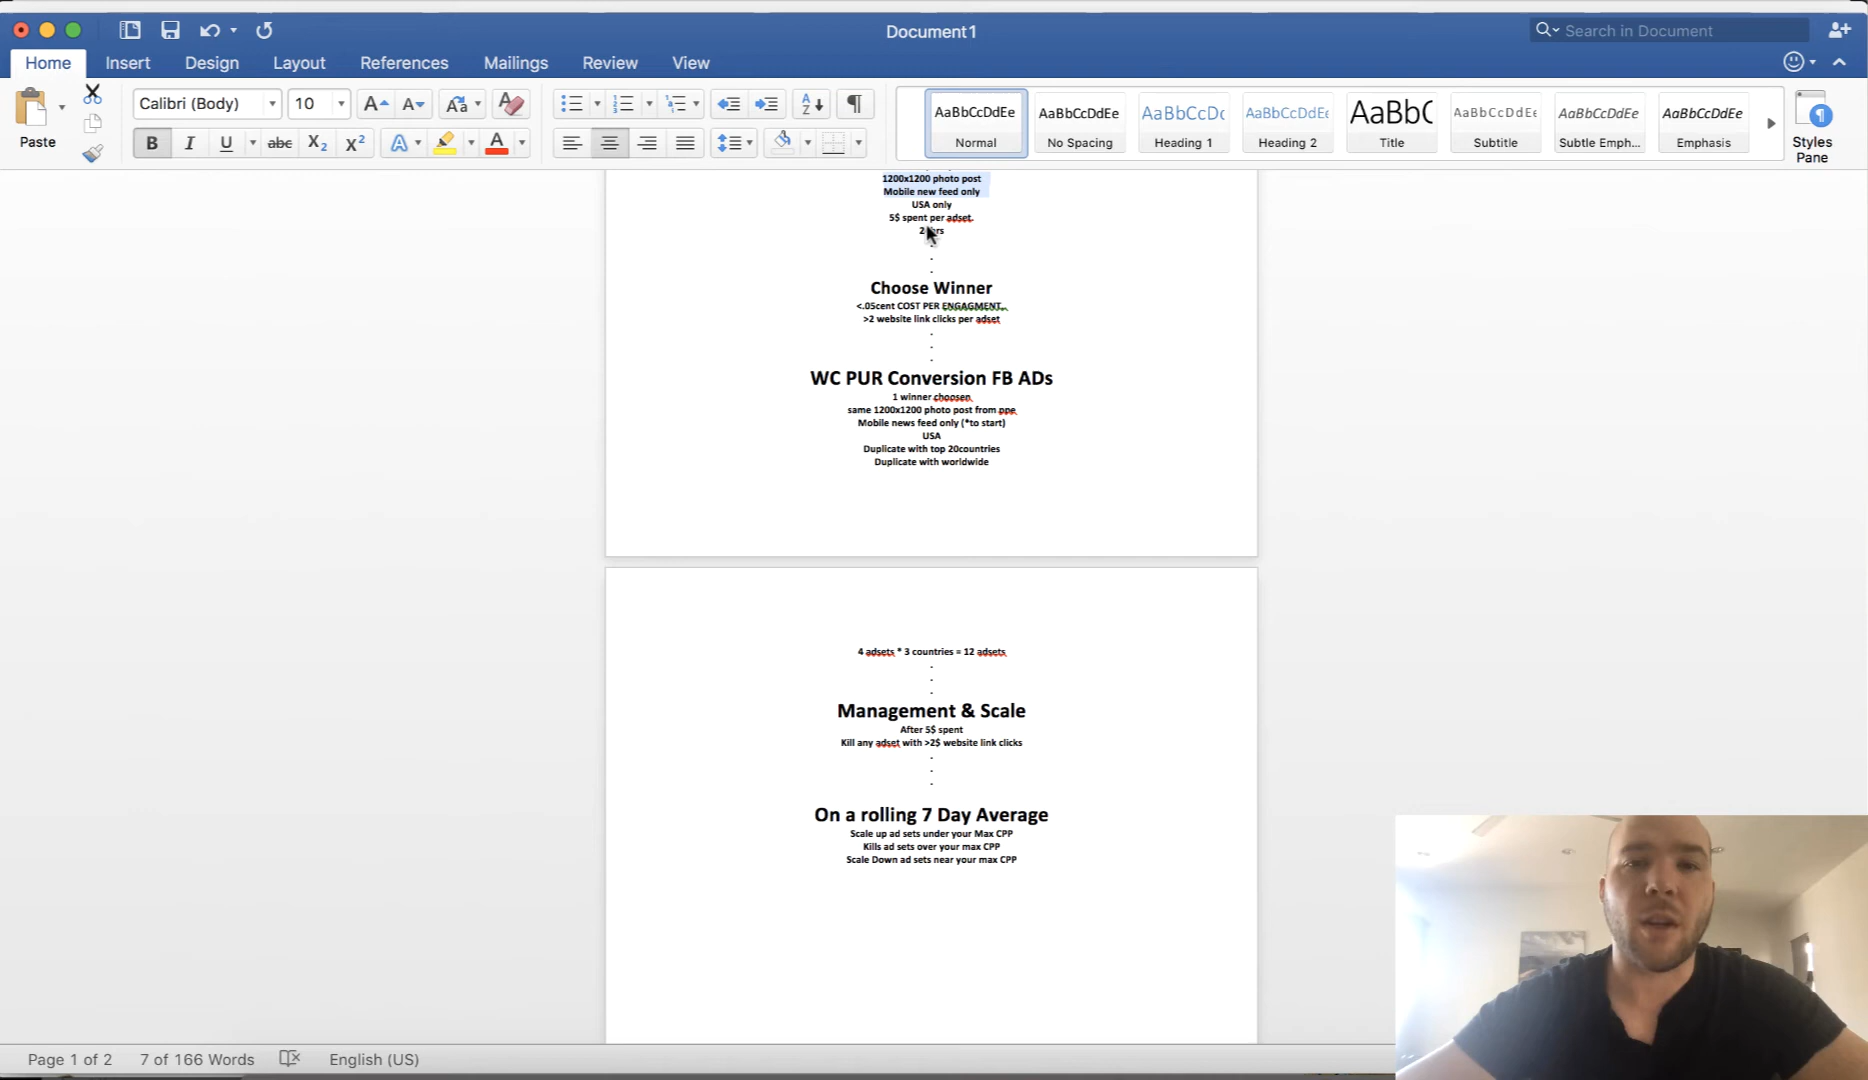 Document1
Search in Document
Home
Insert
Design
Layout
References
Mailings
Review
View
Paste
Calibri (Body)
10
AaBbCcDdEe
Normal
AaBbCcDdEe
No Spacing
AaBbCcDc
Heading 1
AaBbCcDdEe
Heading 2
AaBbC
Title
AaBbCcDdEe
Subtitle
AaBbCcDdEe
Subtle Emph...
AaBbCcDdEe
Emphasis
Styles
Pane
1200x1200 photo post
Mobile new feed only
USA only
5$ spent per adset
Choose Winner
<.05cent COST PER ENGAGMENT
>2 website link clicks per adset
WC PUR Conversion FB ADs
1 winner choosen
same 1200x1200 photo post from ppe
Mobile news feed only (*to start)
USA
Duplicate with top 20countries
Duplicate with worldwide
4 adsets * 3 countries = 12 adsets
Management & Scale
After 5$ spent
Kill any adset with >2$ website link clicks
On a rolling 7 Day Average
Scale up ad sets under your Max CPP
Kills ad sets over your max CPP
Scale Down ad sets near your max CPP
Page 1 of 2
7 of 166 Words
English (US)